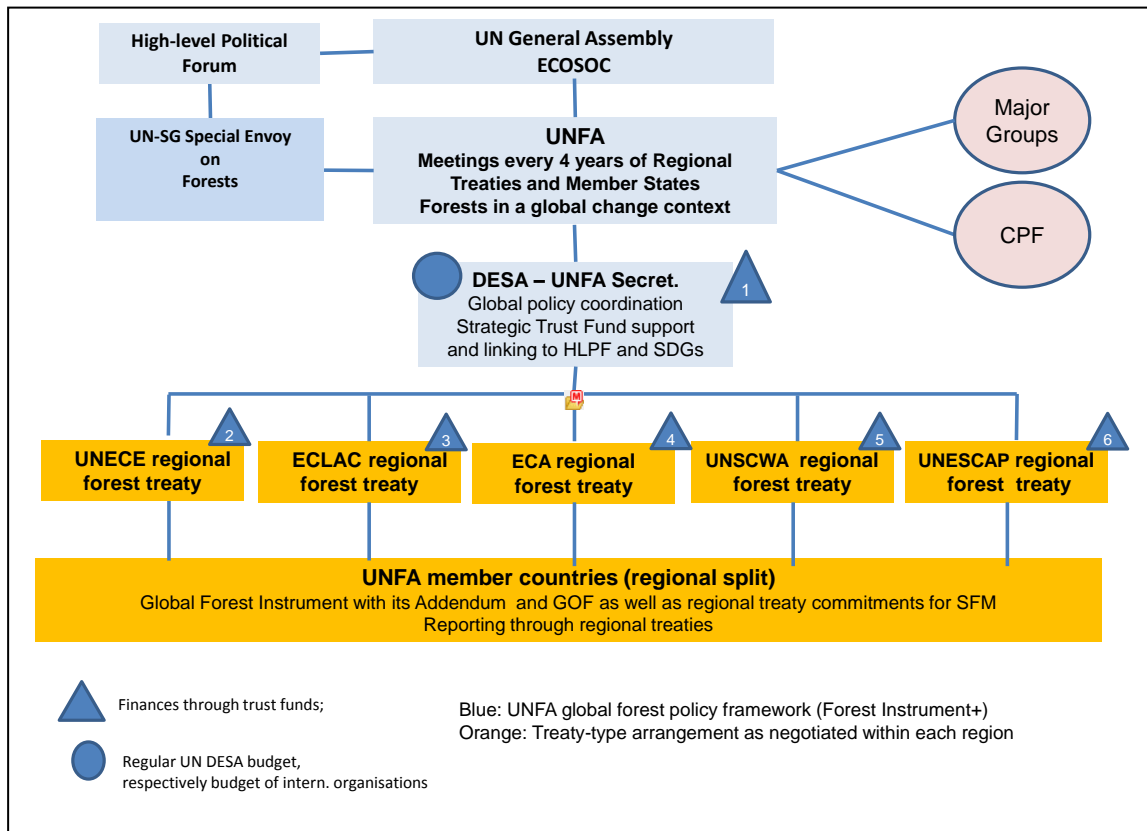 High-level Political
Forum
UN General Assembly
ECOSOC
Major
Groups
UN-SG Special Envoy
on
Forests
UNFA
Meetings every 4 years of Regional
Treaties and Member States
Forests in a global change context
CPF
DESA – UNFA Secret.
Global policy coordination
Strategic Trust Fund support
and linking to HLPF and SDGs
1
M
2
UNECE regional
forest treaty
3
ECLAC regional
forest treaty
4
ECA regional
forest treaty
5
UNSCWA regional
forest treaty
6
UNESCAP regional
forest treaty
UNFA member countries (regional split)
Global Forest Instrument with its Addendum and GOF as well as regional treaty commitments for SFM
Reporting through regional treaties
Finances through trust funds;
Regular UN DESA budget,
respectively budget of intern. organisations
Blue: UNFA global forest policy framework (Forest Instrument+)
Orange: Treaty-type arrangement as negotiated within each region